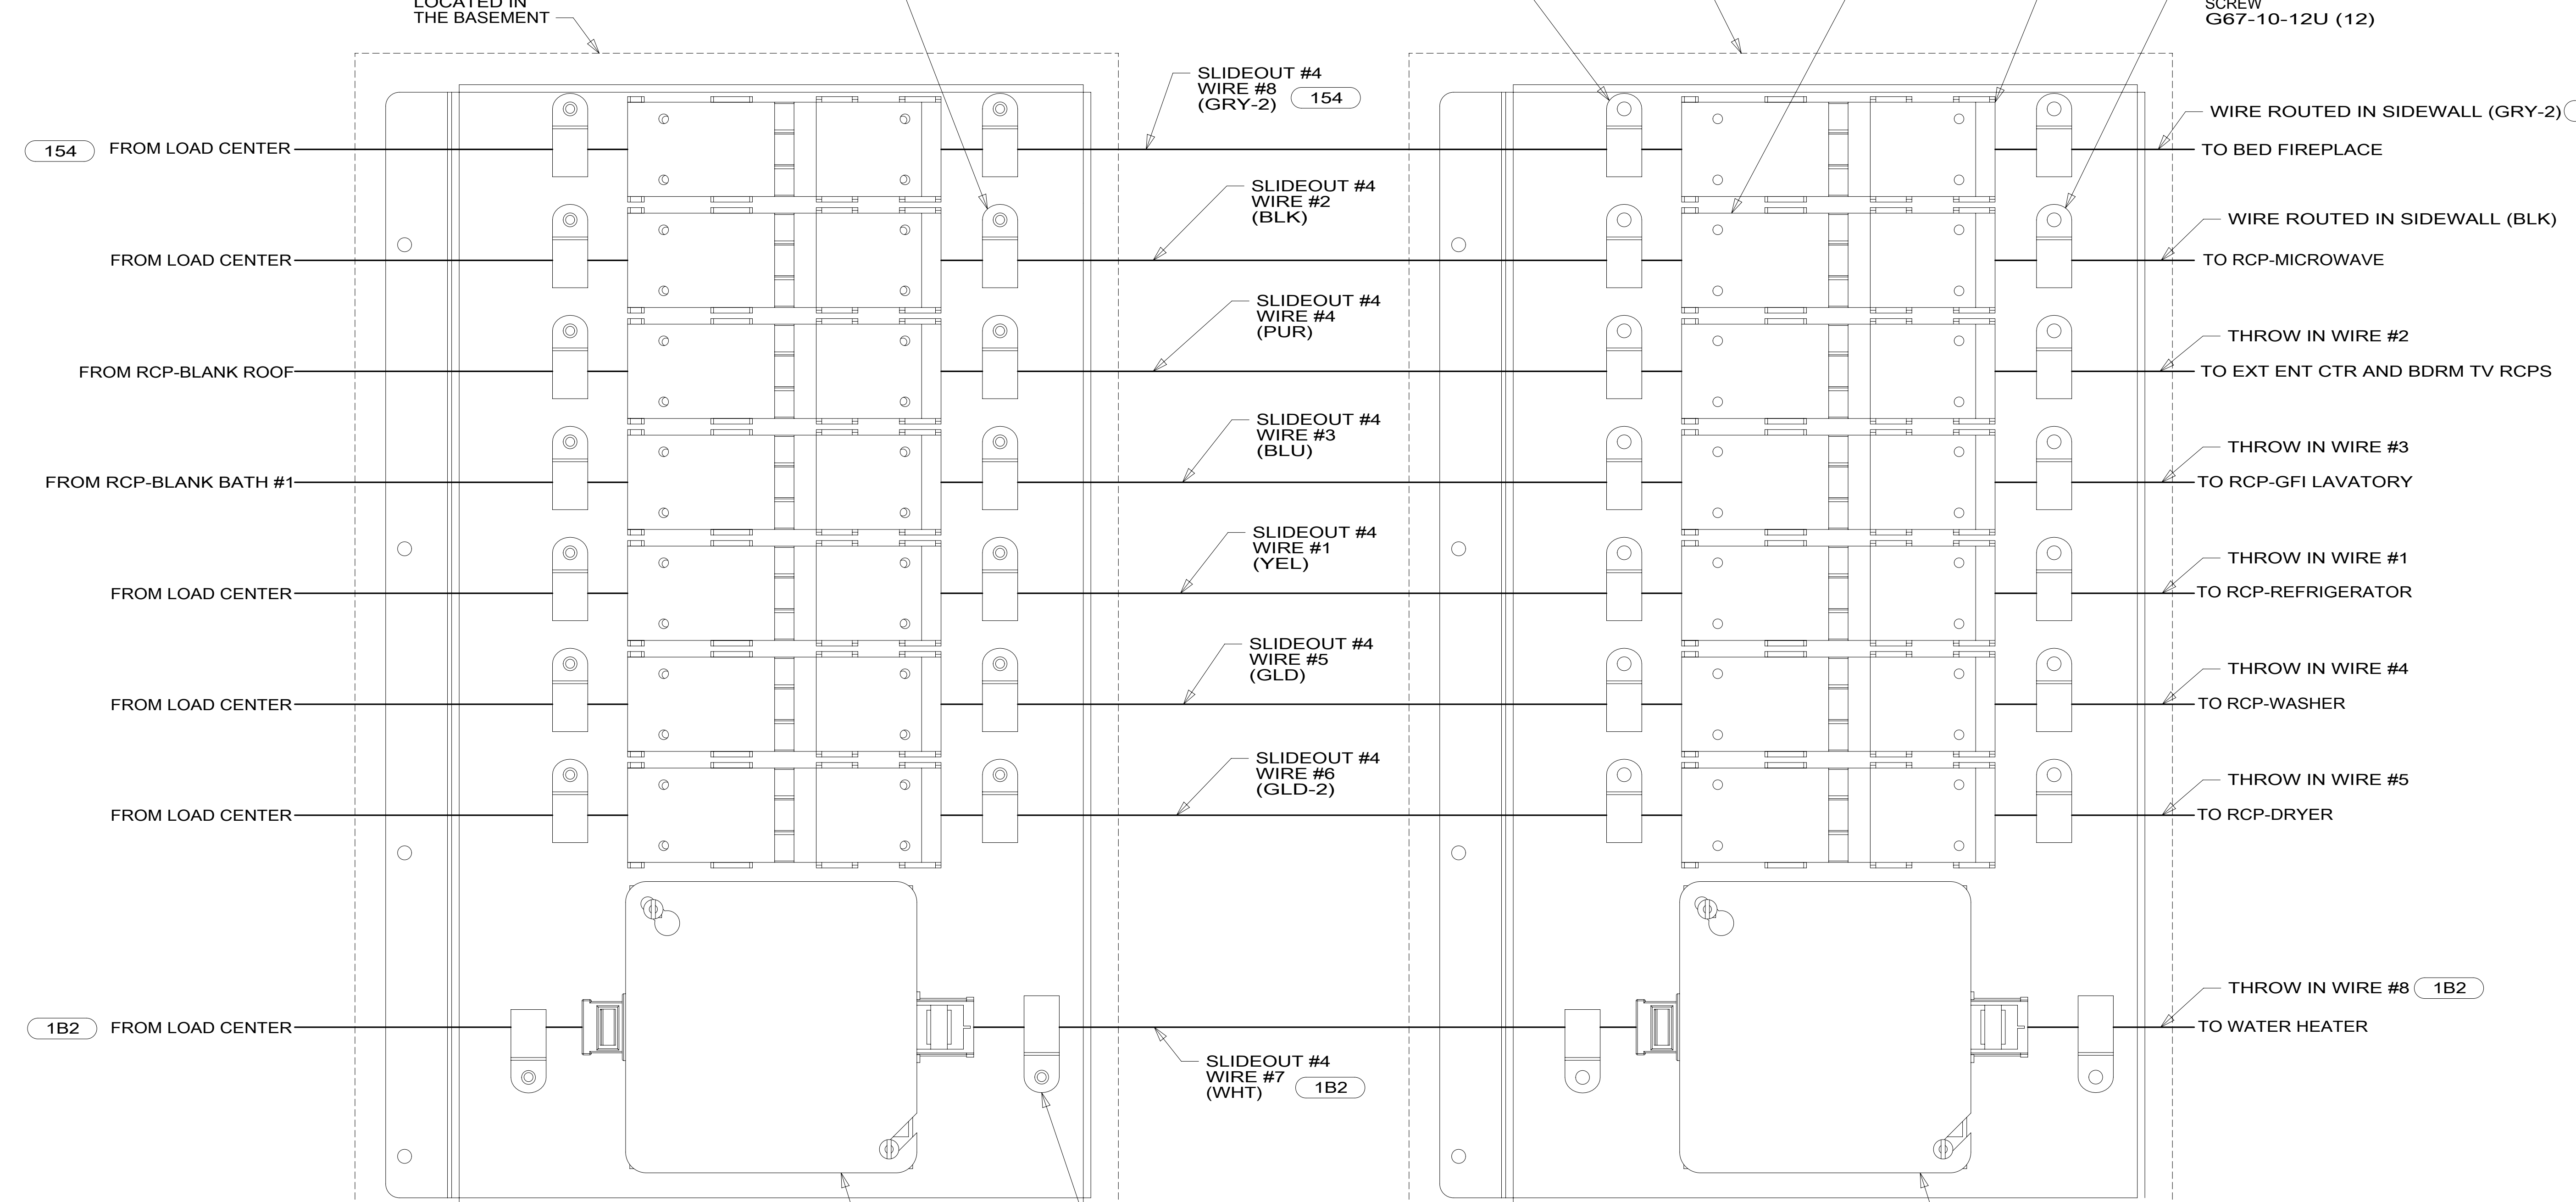 LOCATED IN
THE BASEMENT
SCREW
G67-10-12U (12)
SLIDEOUT #4
WIRE #8
(GRY-2) 154
WIRE ROUTED IN SIDEWALL (GRY-2)
154 FROM LOAD CENTER
TO BED FIREPLACE
SLIDEOUT #4
WIRE #2
(BLK)
WIRE ROUTED IN SIDEWALL (BLK)
FROM LOAD CENTER
TO RCP-MICROWAVE
SLIDEOUT #4
WIRE #4
(PUR)
THROW IN WIRE #2
FROM RCP-BLANK ROOF
TO EXT ENT CTR AND BDRM TV RCPS
SLIDEOUT #4
WIRE #3
(BLU)
THROW IN WIRE #3
FROM RCP-BLANK BATH #1
TO RCP-GFI LAVATORY
SLIDEOUT #4
WIRE #1
(YEL)
THROW IN WIRE #1
FROM LOAD CENTER
TO RCP-REFRIGERATOR
SLIDEOUT #4
WIRE #5
(GLD)
THROW IN WIRE #4
FROM LOAD CENTER
TO RCP-WASHER
SLIDEOUT #4
WIRE #6
(GLD-2)
THROW IN WIRE #5
FROM LOAD CENTER
TO RCP-DRYER
THROW IN WIRE #8 1B2
1B2 FROM LOAD CENTER
TO WATER HEATER
SLIDEOUT #4
WIRE #7
(WHT) 1B2